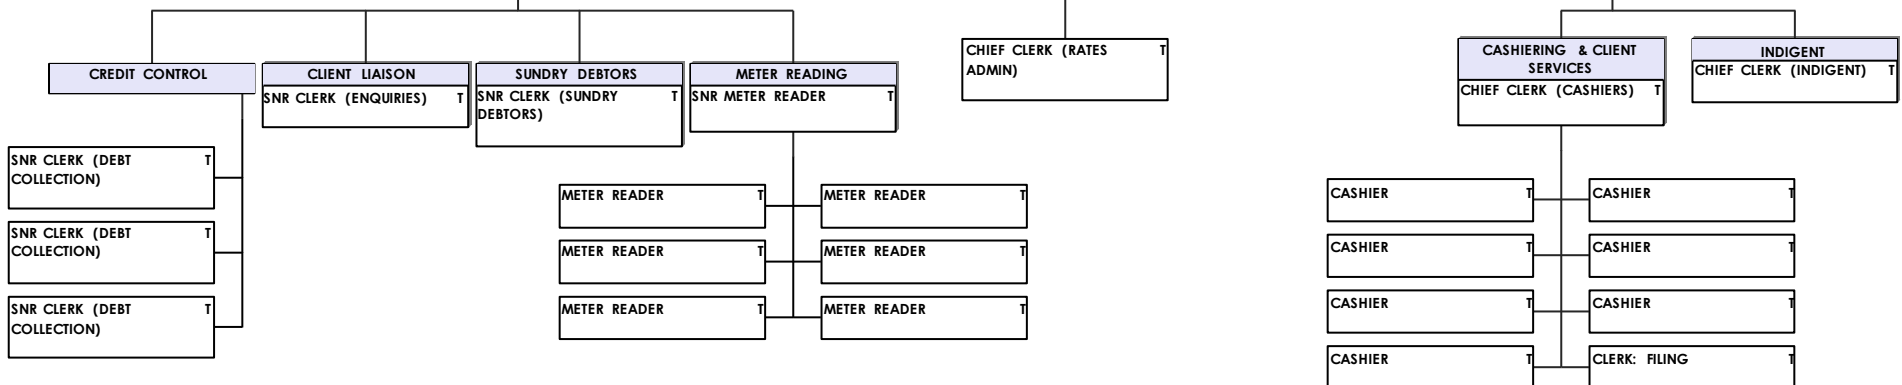 CREDIT CONTROL
CLIENT LIAISON
SNR CLERK (ENQUIRIES) T
SUNDRY DEBTORS
SNR CLERK (SUNDRY T
DEBTORS)
METER READING
SNR METER READER T
CHIEF CLERK (RATES T
ADMIN)
CASHIERING & CLIENT
SERVICES
CHIEF CLERK (CASHIERS) T
INDIGENT
CHIEF CLERK (INDIGENT) T
SNR CLERK (DEBT T
COLLECTION)
SNR CLERK (DEBT T
COLLECTION)
SNR CLERK (DEBT T
COLLECTION)
METER READER T
METER READER T
METER READER T
METER READER T
METER READER T
METER READER T
CASHIER T
CASHIER T
CASHIER T
CASHIER T
CASHIER T
CASHIER T
CASHIER T
CLERK: FILING T